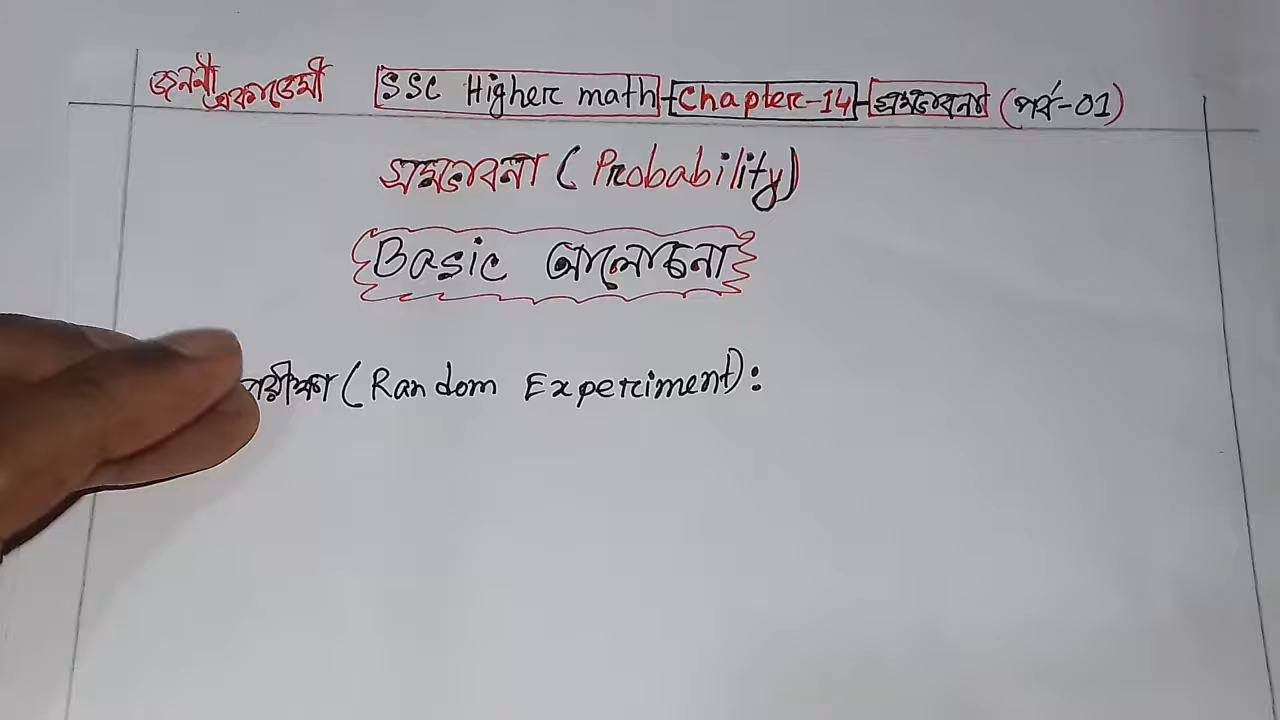 জননী একাডেমী SSC Higher math-Chapter-14-সম্ভাবনা (পর্ব-01)
সম্ভাবনা (Probability)
Basic আলোচনা
পরীক্ষা (Random Experiment):